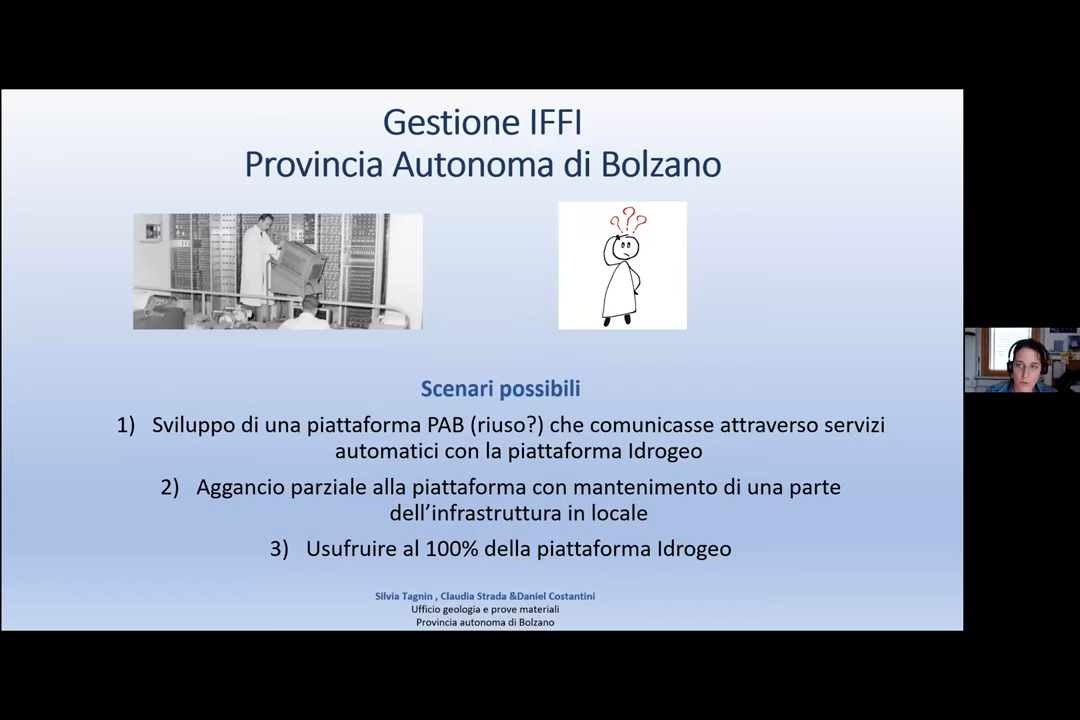 Gestione IFFI
Provincia Autonoma di Bolzano
???
Scenari possibili
1) Sviluppo di una piattaforma PAB (riuso?) che comunicasse attraverso servizi
automatici con la piattaforma Idrogeo
2) Aggancio parziale alla piattaforma con mantenimento di una parte
dell’infrastruttura in locale
3) Usufruire al 100% della piattaforma Idrogeo
Silvia Tagnin , Claudia Strada &Daniel Costantini
Ufficio geologia e prove materiali
Provincia autonoma di Bolzano